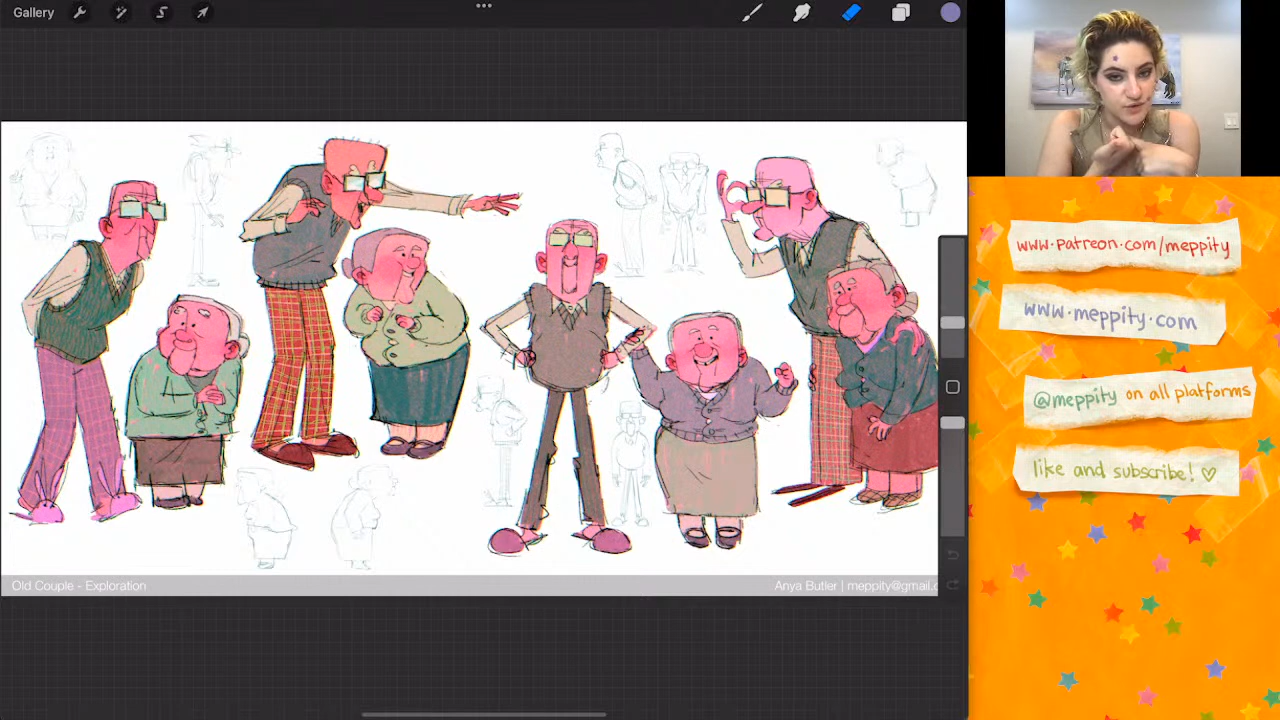 Gallery
www.patreon.com/meppity
www.meppity.com
@meppity on all platforms
like and subscribe!
Old Couple - Exploration
Anya Butler | meppity@gmail.c